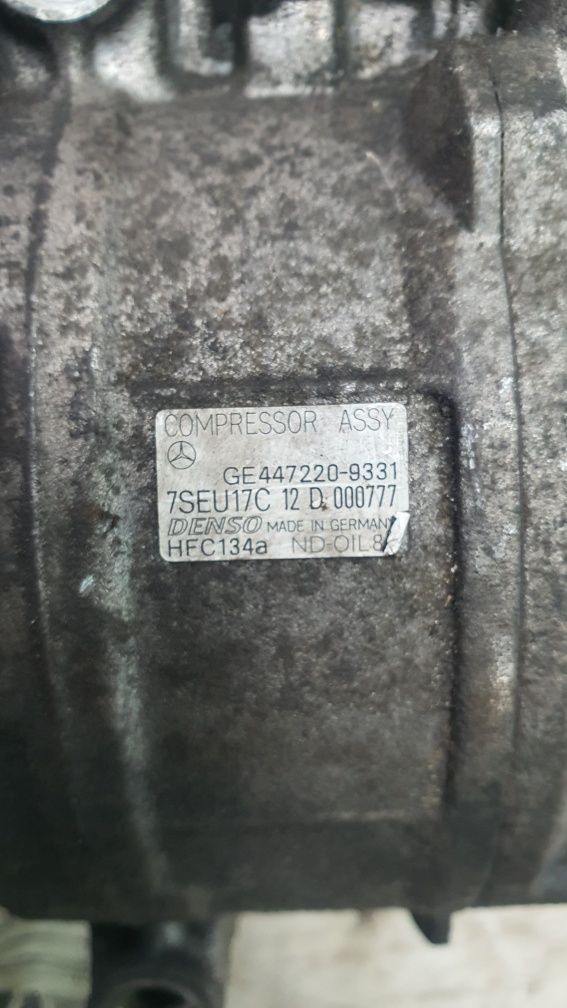 COMPRESSOR ASSY
GE447220-9331
7SEU17C 12 D 000777
DENSO MADE IN GERMANY
HFC134a ND-OIL8